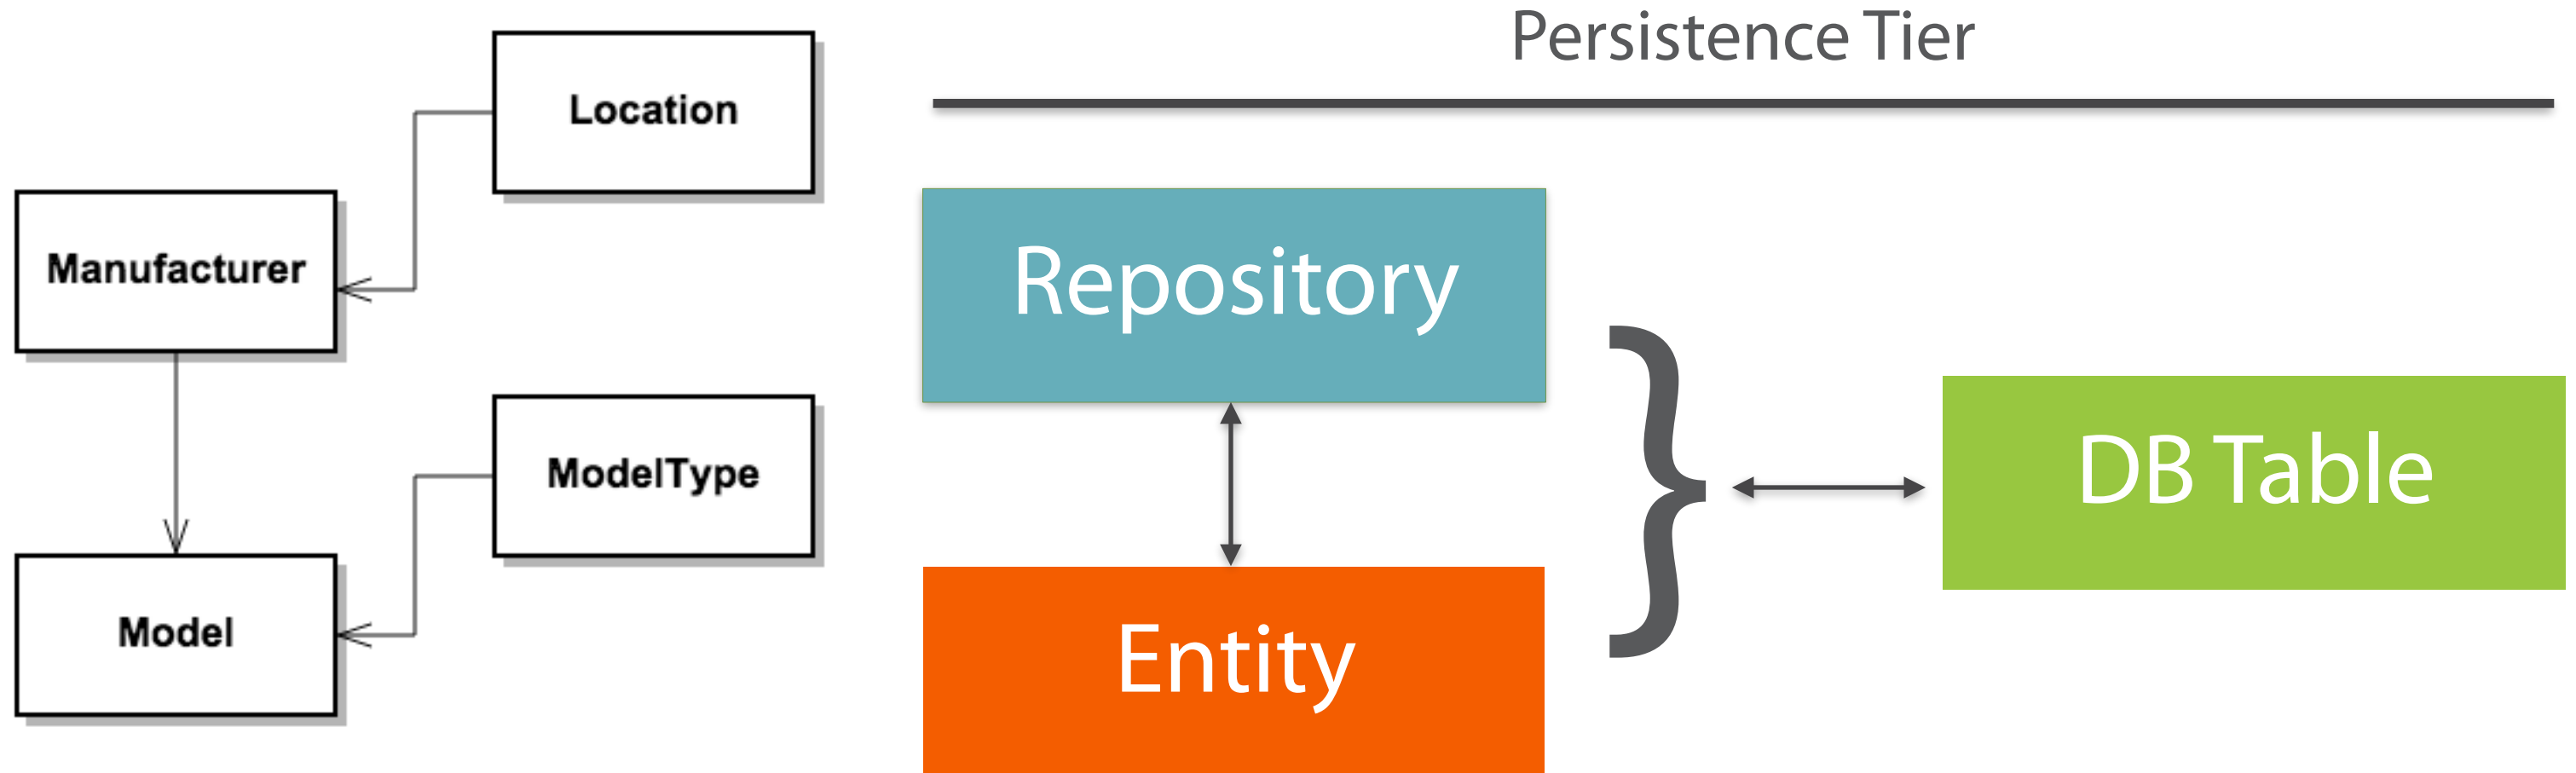 Location
Manufacturer
ModelType
Model
Persistence Tier
Repository
Entity
}
DB Table